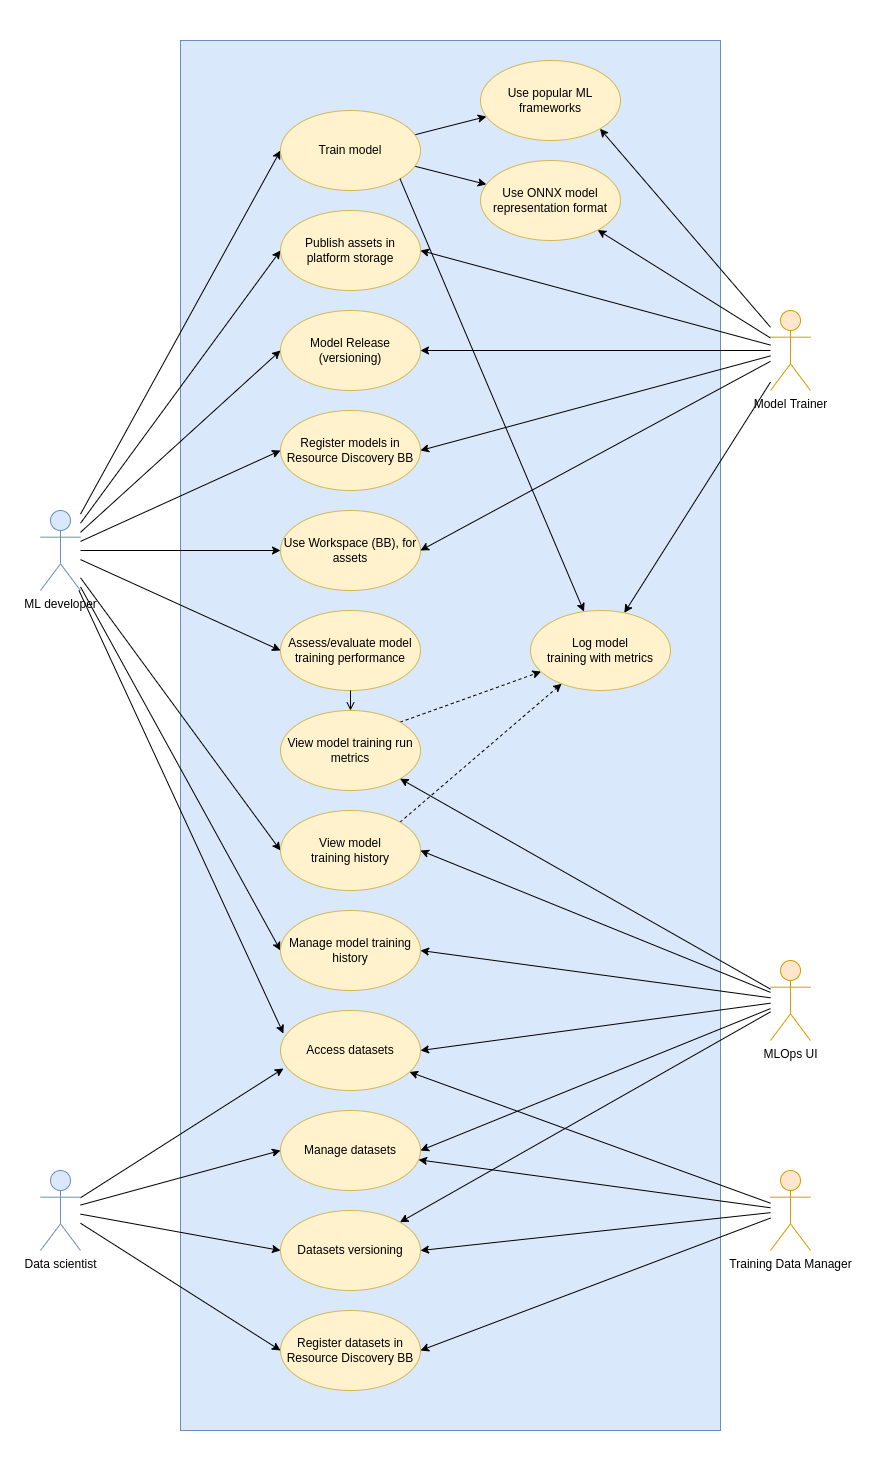 Use popular ML
frameworks
Train model
Use ONNX model
representation format
Publish assets in
platform storage
Model Release
(versioning)
Model Trainer
Register models in
Resource Discovery BB
Use Workspace (BB), for
assets
ML developer
Assess/evaluate model
training performance
Log model
training with metrics
View model training run
metrics
View model
training history
Manage model training
history
Access datasets
MLOps UI
Manage datasets
Datasets versioning
Data scientist
Training Data Manager
Register datasets in
Resource Discovery BB